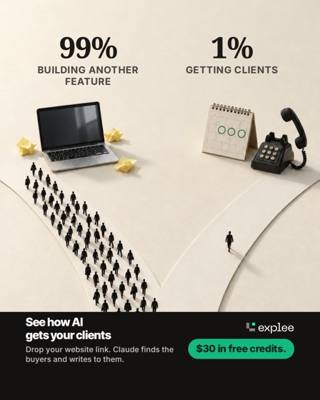 99%
BUILDING ANOTHER
FEATURE
1%
GETTING CLIENTS
See how AI
gets your clients
Drop your website link. Claude finds the
buyers and writes to them.
explee
$30 in free credits.